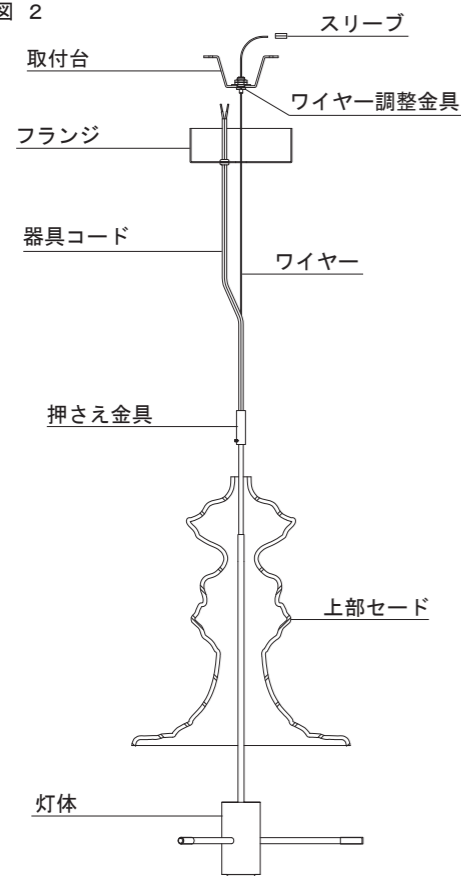 図 2
スリーブ
取付台
ワイヤー調整金具
フランジ
器具コード
ワイヤー
押さえ金具
上部セード
灯体